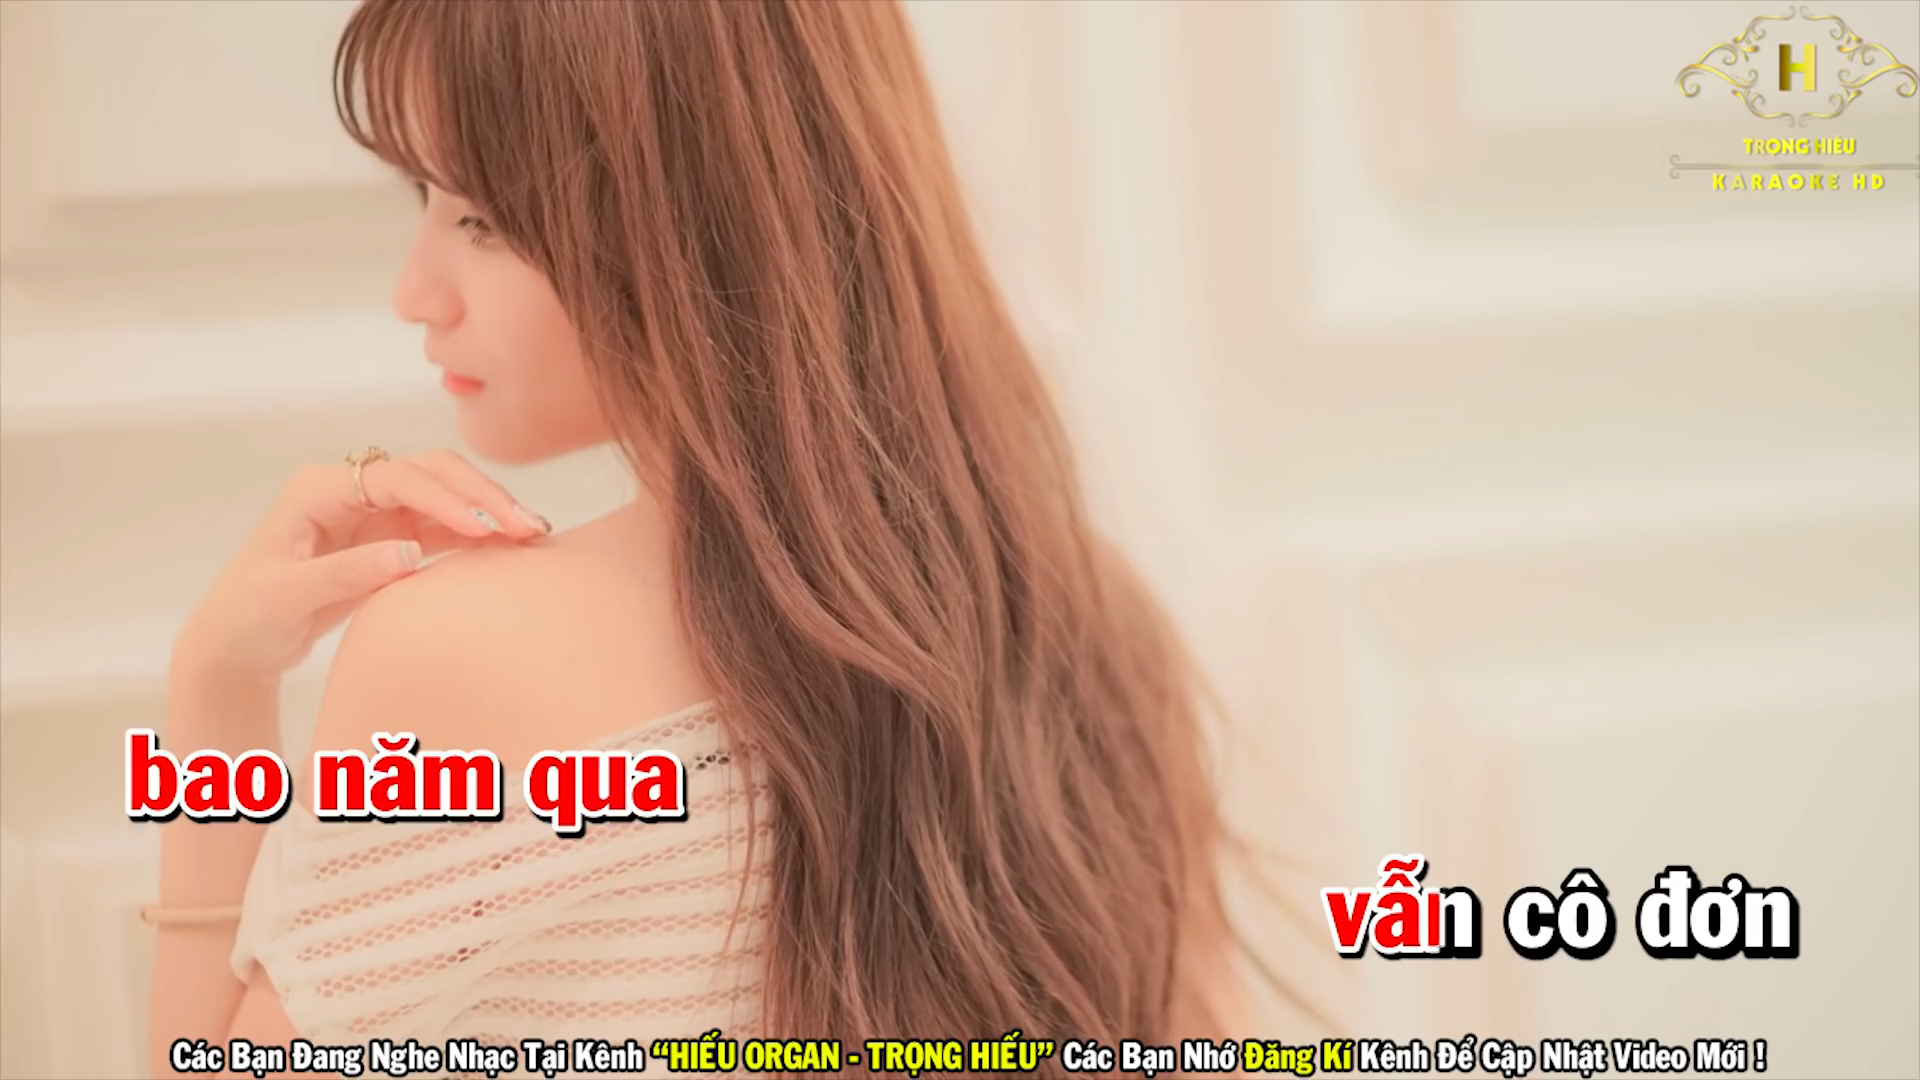 H
TRỌNG HIẾU
KARAOKE HD
bao năm qua
vẫn cô đơn
Các Bạn Đang Nghe Nhạc Tại Kênh “HIẾU ORGAN - TRỌNG HIẾU” Các Bạn Nhớ Đăng Kí Kênh Để Cập Nhật Video Mới !